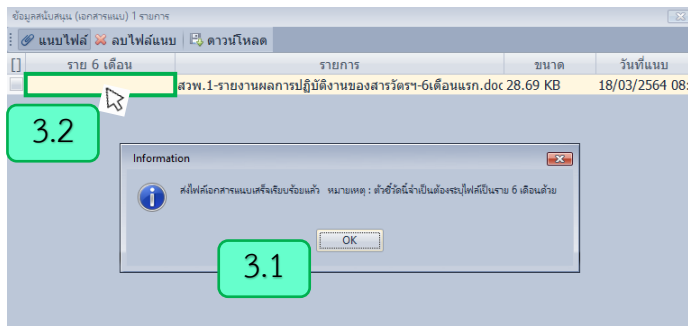 ข้อมูลสนับสนุน (เอกสารแนบ) 1 รายการ
แนบไฟล์ ลบไฟล์แนบ ดาวน์โหลด
[] ราย 6 เดือน รายการ ขนาด วันที่แนบ
สวพ.1-รายงานผลการปฏิบัติงานของสารวัตรฯ-6เดือนแรก.doc 28.69 KB 18/03/2564 08:
3.2
Information
ส่งไฟล์เอกสารแนบเสร็จเรียบร้อยแล้ว หมายเหตุ : ตัวชี้วัดนี้จำเป็นต้องระบุไฟล์เป็นราย 6 เดือนด้วย
OK
3.1